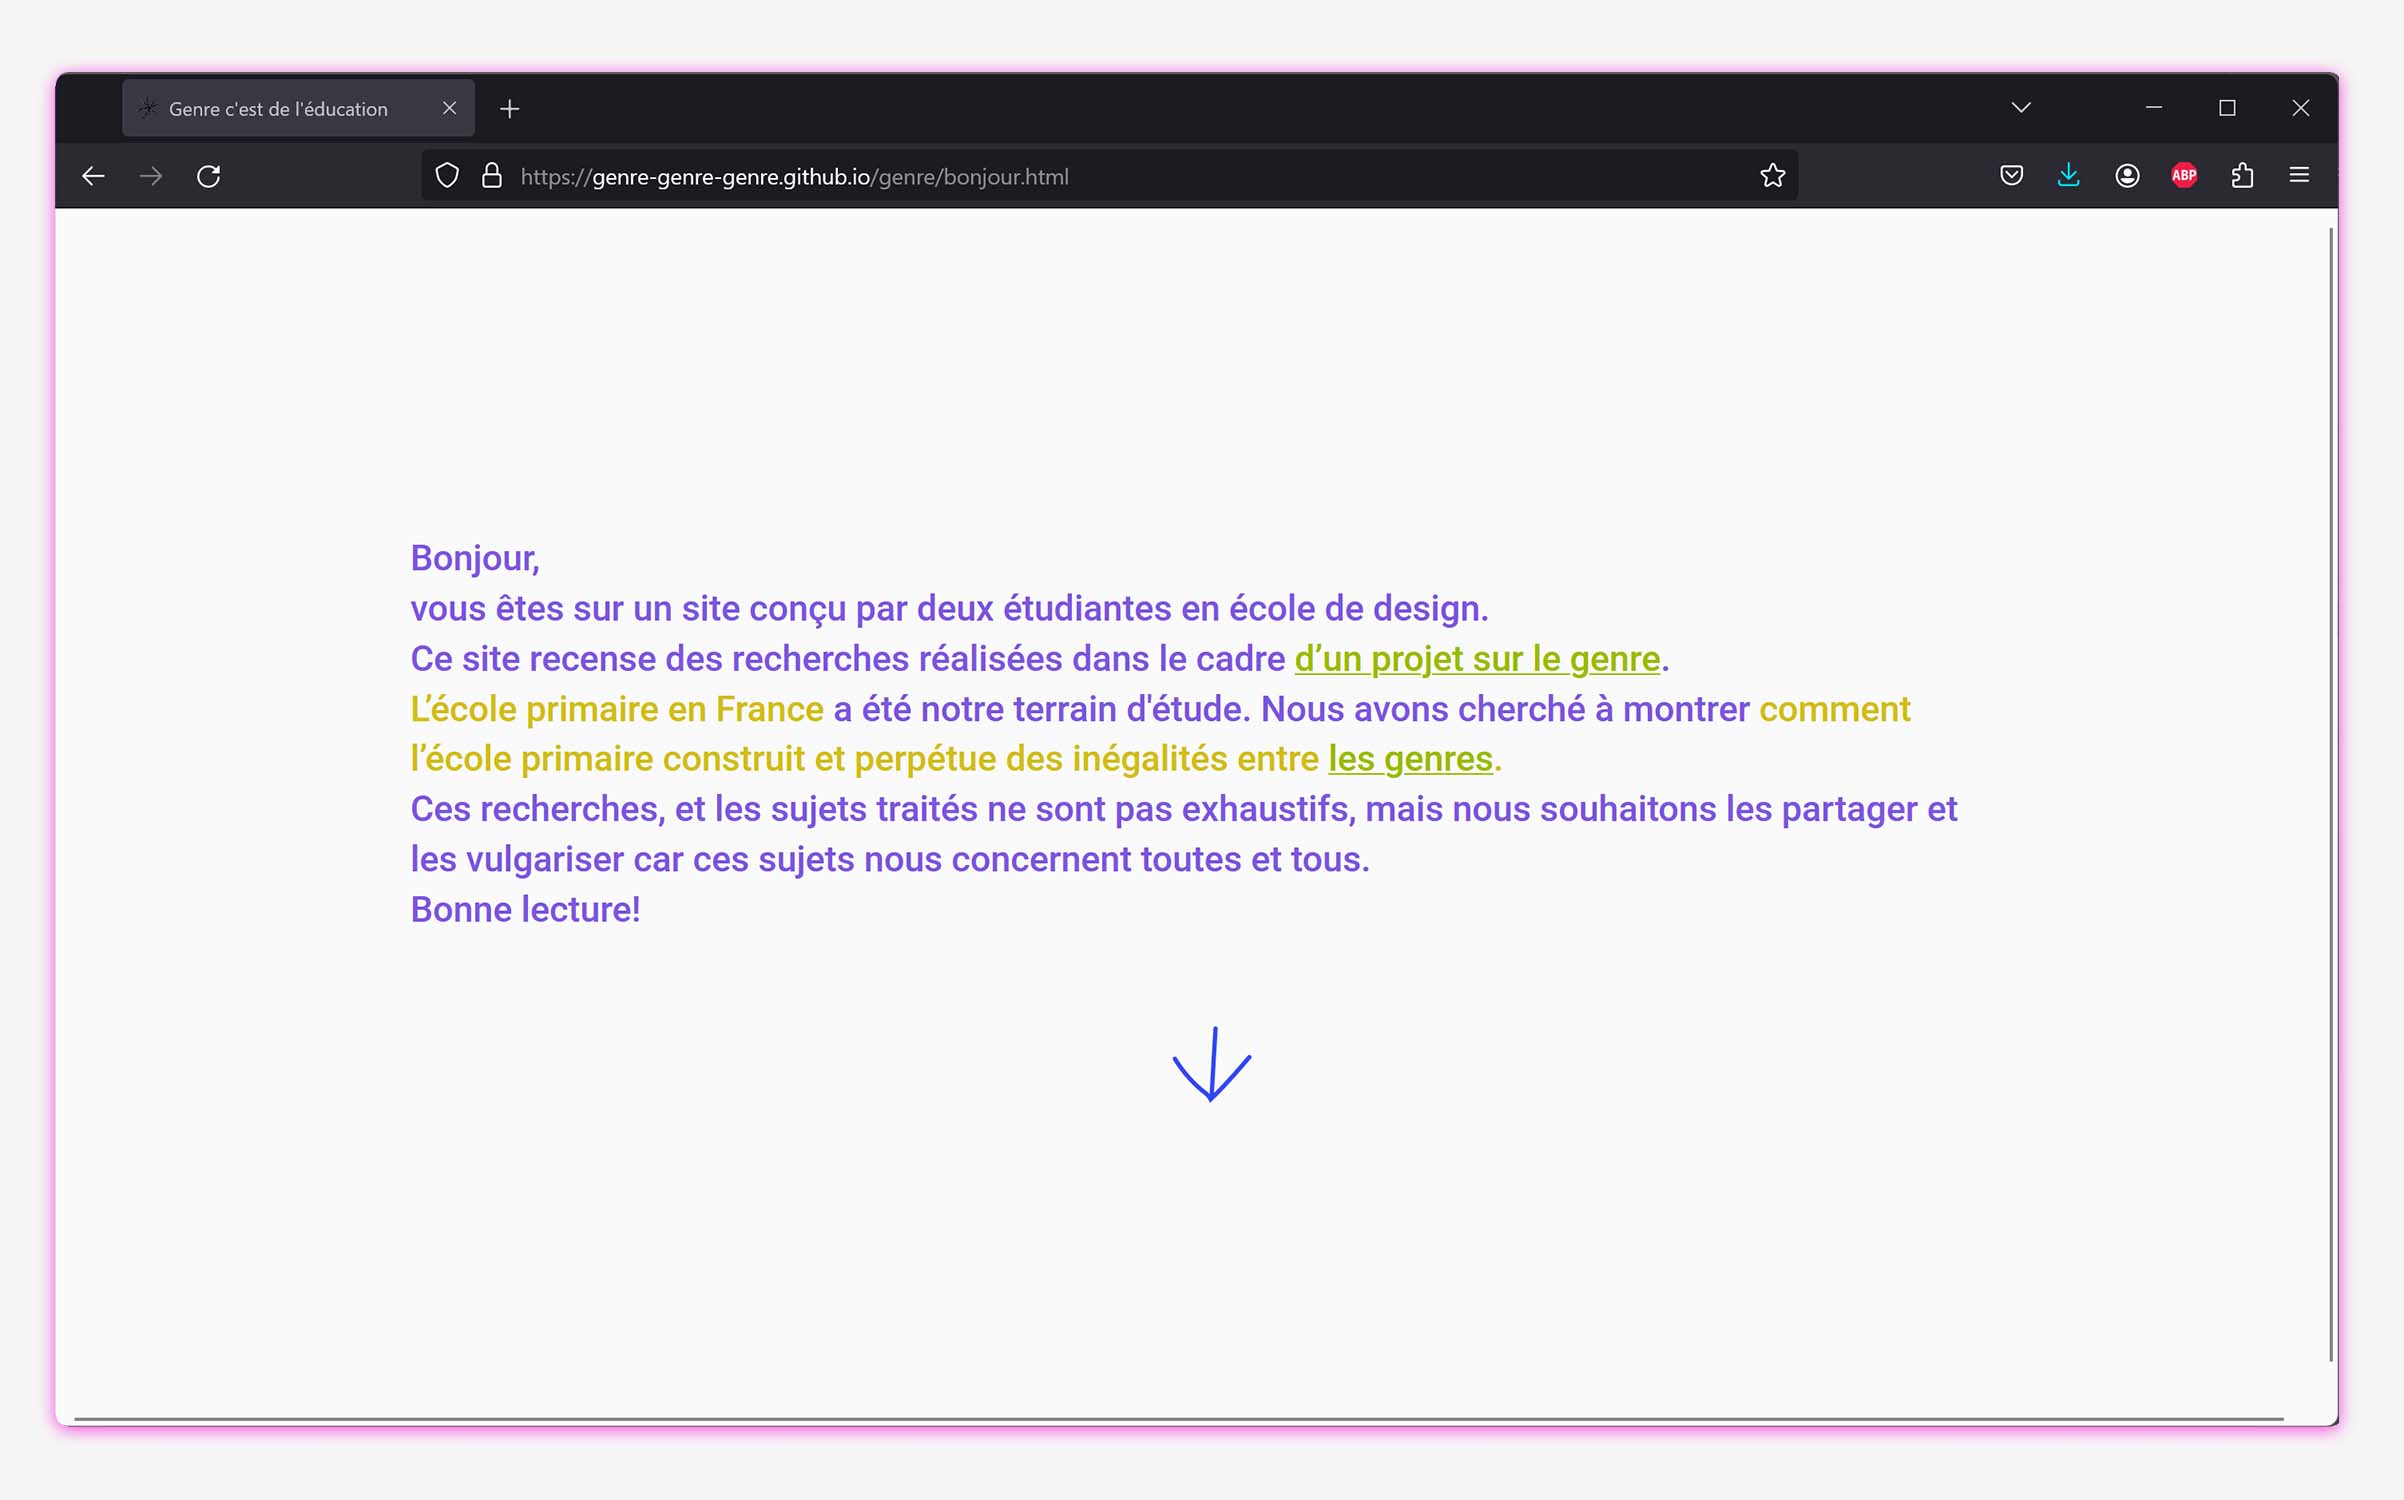 Genre c'est de l'éducation
https://genre-genre-genre.github.io/genre/bonjour.html
ABP
Bonjour,
vous êtes sur un site conçu par deux étudiantes en école de design.
Ce site recense des recherches réalisées dans le cadre d’un projet sur le genre.
L’école primaire en France a été notre terrain d'étude. Nous avons cherché à montrer comment
l’école primaire construit et perpétue des inégalités entre les genres.
Ces recherches, et les sujets traités ne sont pas exhaustifs, mais nous souhaitons les partager et
les vulgariser car ces sujets nous concernent toutes et tous.
Bonne lecture!